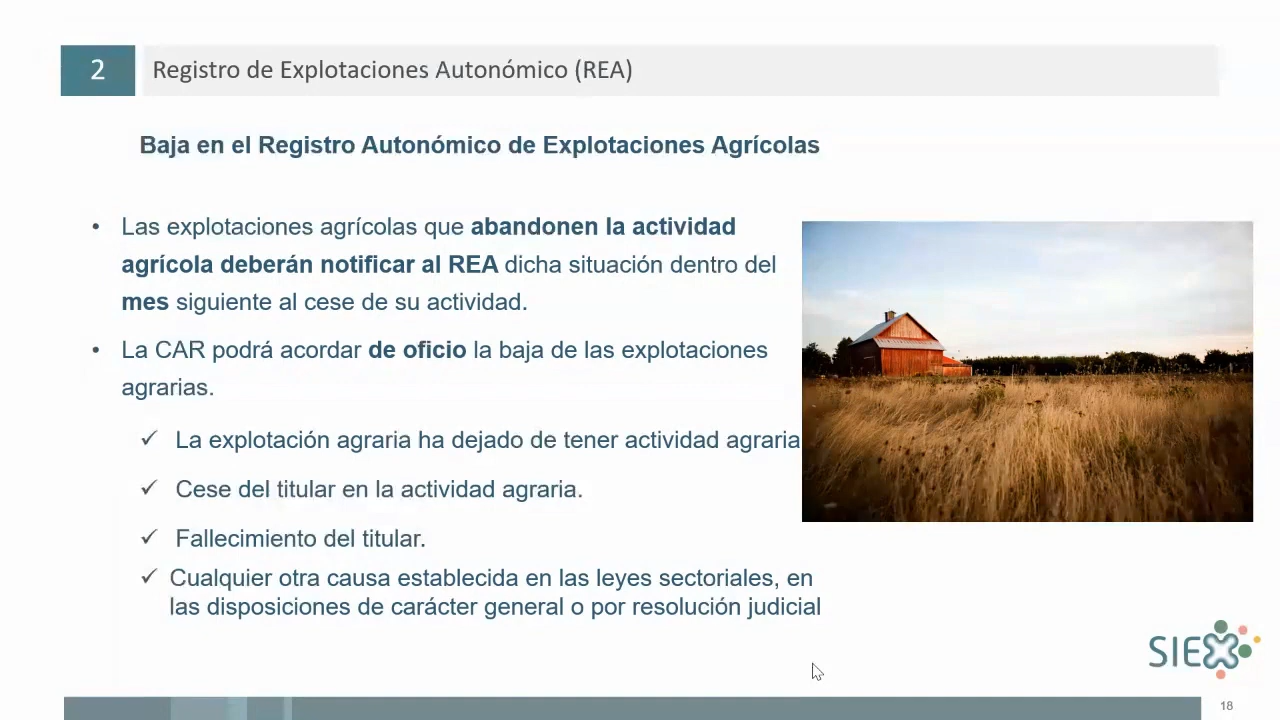 2
Registro de Explotaciones Autonómico (REA)
Baja en el Registro Autonómico de Explotaciones Agrícolas
• Las explotaciones agrícolas que abandonen la actividad
agrícola deberán notificar al REA dicha situación dentro del
mes siguiente al cese de su actividad.
• La CAR podrá acordar de oficio la baja de las explotaciones
agrarias.
✓ La explotación agraria ha dejado de tener actividad agraria
✓ Cese del titular en la actividad agraria.
✓ Fallecimiento del titular.
✓ Cualquier otra causa establecida en las leyes sectoriales, en
las disposiciones de carácter general o por resolución judicial
SIEX
18